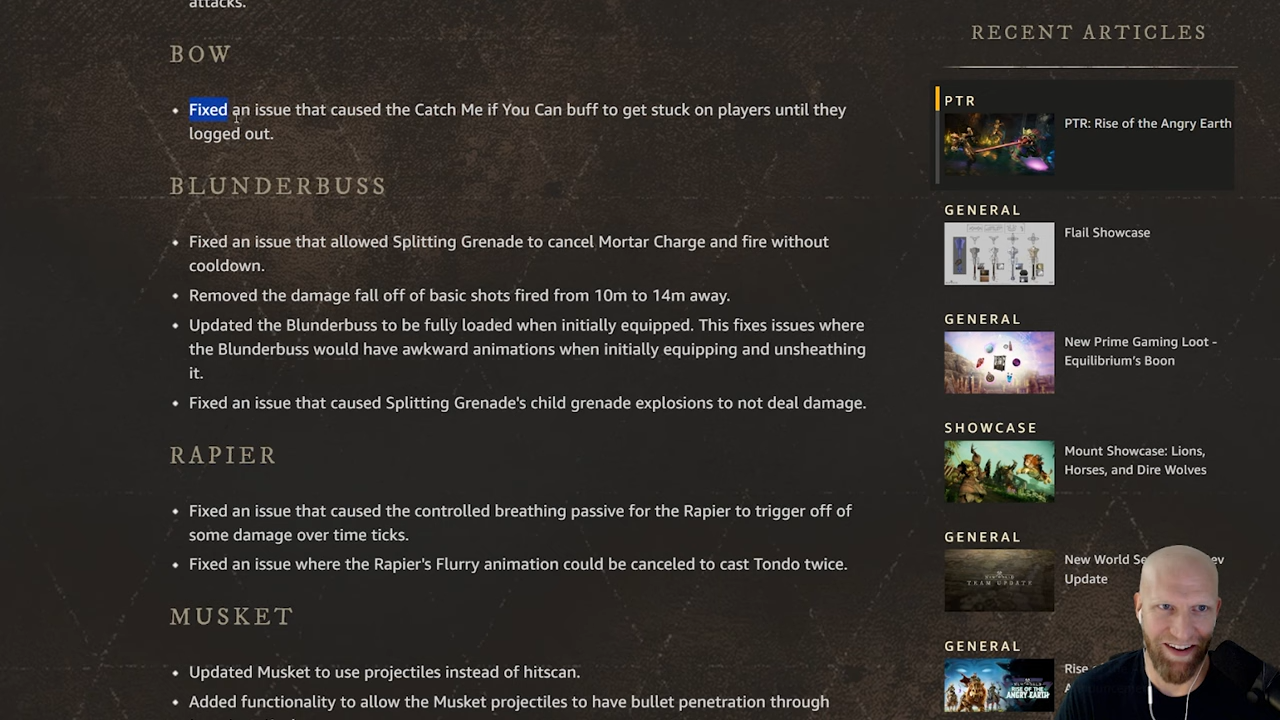 attacks.
BOW
Fixed an issue that caused the Catch Me if You Can buff to get stuck on players until they
logged out.
BLUNDERBUSS
Fixed an issue that allowed Splitting Grenade to cancel Mortar Charge and fire without
cooldown.
Removed the damage fall off of basic shots fired from 10m to 14m away.
Updated the Blunderbuss to be fully loaded when initially equipped. This fixes issues where
the Blunderbuss would have awkward animations when initially equipping and unsheathing
it.
Fixed an issue that caused Splitting Grenade's child grenade explosions to not deal damage.
RAPIER
Fixed an issue that caused the controlled breathing passive for the Rapier to trigger off of
some damage over time ticks.
Fixed an issue where the Rapier's Flurry animation could be canceled to cast Tondo twice.
MUSKET
Updated Musket to use projectiles instead of hitscan.
Added functionality to allow the Musket projectiles to have bullet penetration through
RECENT ARTICLES
PTR
PTR: Rise of the Angry Earth
GENERAL
Flail Showcase
GENERAL
New Prime Gaming Loot -
Equilibrium's Boon
SHOWCASE
Mount Showcase: Lions,
Horses, and Dire Wolves
GENERAL
TEAM UPDATE
New World
Update
GENERAL
RISE OF THE
ANGRY EARTH